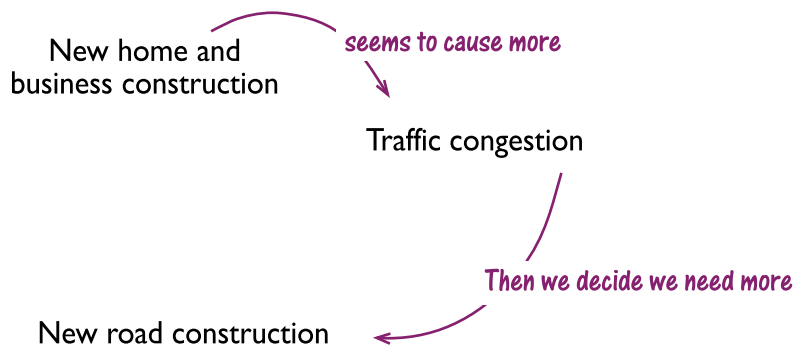 New home and
business construction
seems to cause more
Traffic congestion
Then we decide we need more
New road construction